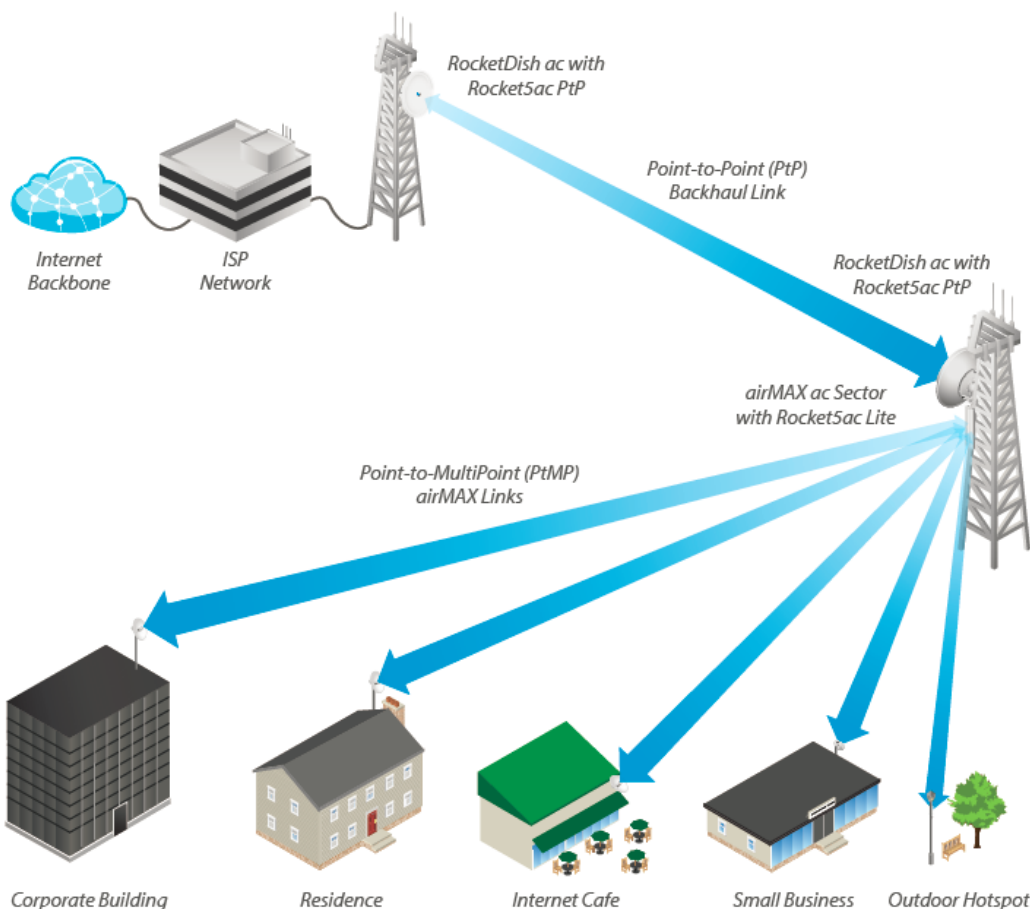 RocketDish ac with
Rocket5ac PtP
Point-to-Point (PtP)
Backhaul Link
Internet
Backbone
ISP
Network
RocketDish ac with
Rocket5ac PtP
airMAX ac Sector
with Rocket5ac Lite
Point-to-MultiPoint (PtMP)
airMAX Links
Corporate Building
Residence
Internet Cafe
Small Business
Outdoor Hotspot